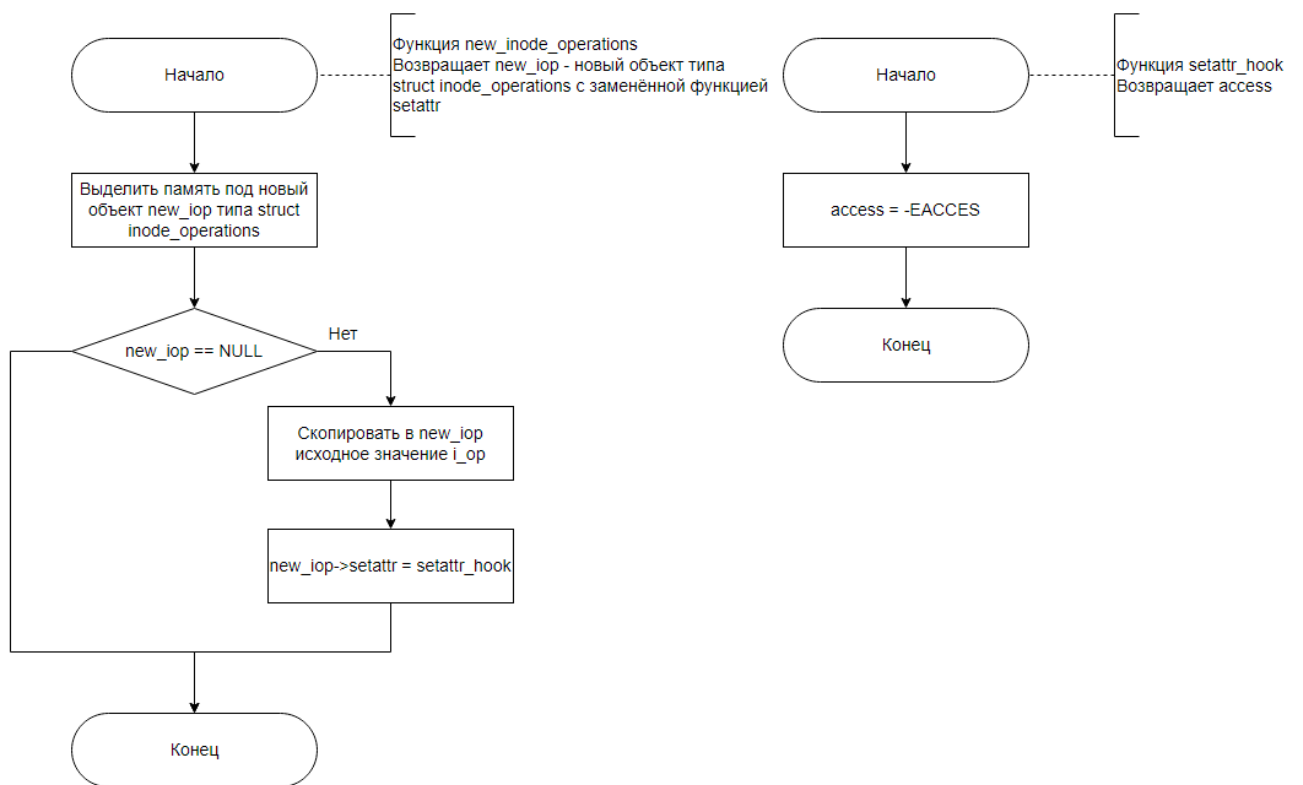 Начало
Функция new_inode_operations
Возвращает new_iop - новый объект типа
struct inode_operations с заменённой функцией
setattr
Выделить память под новый
объект new_iop типа struct
inode_operations
new_iop == NULL
Нет
Скопировать в new_iop
исходное значение i_op
new_iop->setattr = setattr_hook
Конец
Начало
Функция setattr_hook
Возвращает access
access = -EACCES
Конец